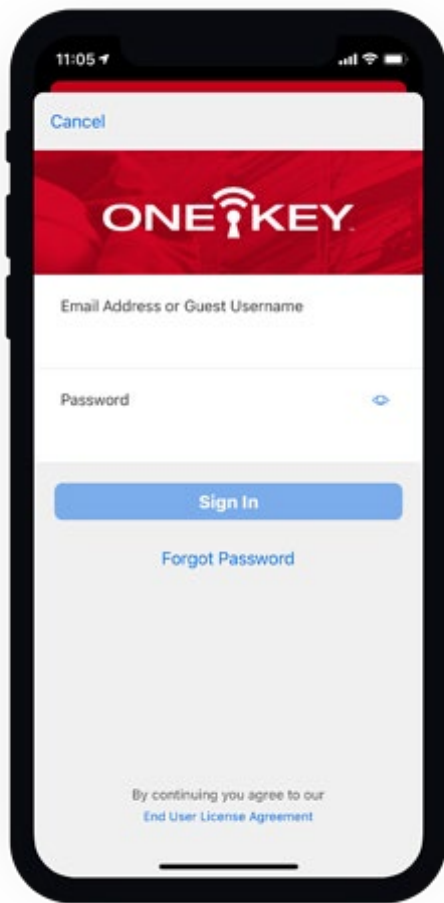 11:05
Cancel
ONE KEY
Email Address or Guest Username
Password
Sign In
Forgot Password
By continuing you agree to our
End User License Agreement